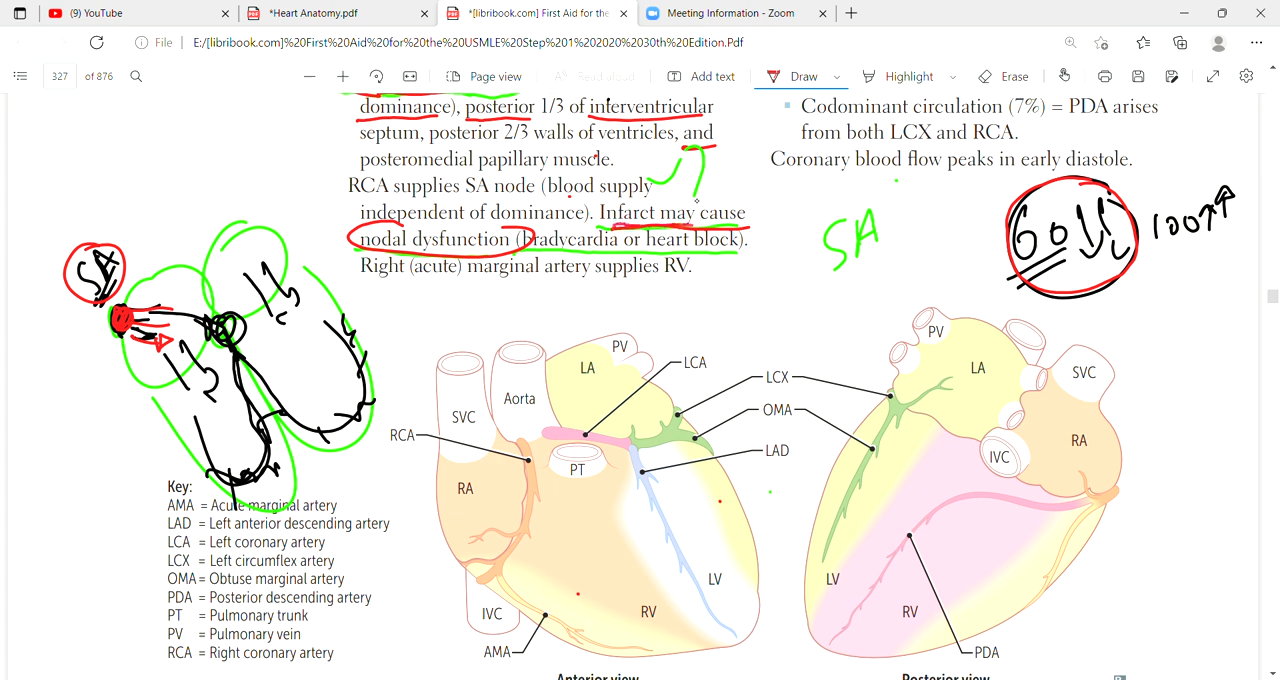 (9) YouTube
*Heart Anatomy.pdf
*[libribook.com] First Aid for the
Meeting Information - Zoom
File
E:/[libribook.com]%20First%20Aid%20for%20the%20USMLE%20Step%201%202020%2030th%20Edition.Pdf
327 of 876
Page view
Read aloud
Add text
Draw
Highlight
Erase
dominance), posterior 1/3 of interventricular
septum, posterior 2/3 walls of ventricles, and
posteromedial papillary muscle.
RCA supplies SA node (blood supply
independent of dominance). Infarct may cause
nodal dysfunction (bradycardia or heart block).
Right (acute) marginal artery supplies RV.
Codominant circulation (7%) = PDA arises
from both LCX and RCA.
Coronary blood flow peaks in early diastole.
SA
SA
60
100
PV
LA
LCA
Aorta
SVC
RCA
PT
RA
LCX
OMA
LAD
LV
RV
IVC
AMA
Anterior view
PV
LA
SVC
RA
IVC
LV
RV
PDA
Posterior view
Key:
AMA = Acute marginal artery
LAD = Left anterior descending artery
LCA = Left coronary artery
LCX = Left circumflex artery
OMA = Obtuse marginal artery
PDA = Posterior descending artery
PT = Pulmonary trunk
PV = Pulmonary vein
RCA = Right coronary artery